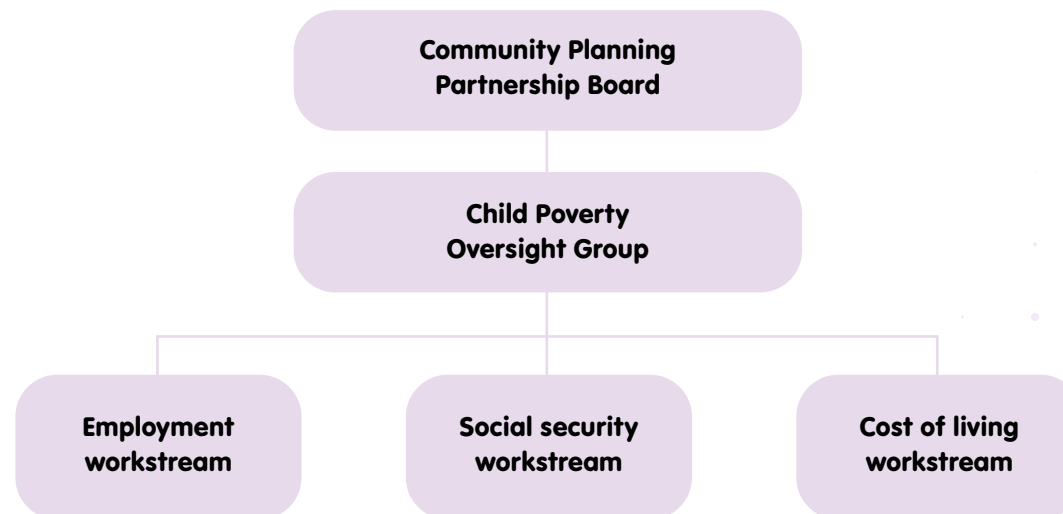 Community Planning
Partnership Board
Child Poverty
Oversight Group
Employment
workstream
Social security
workstream
Cost of living
workstream